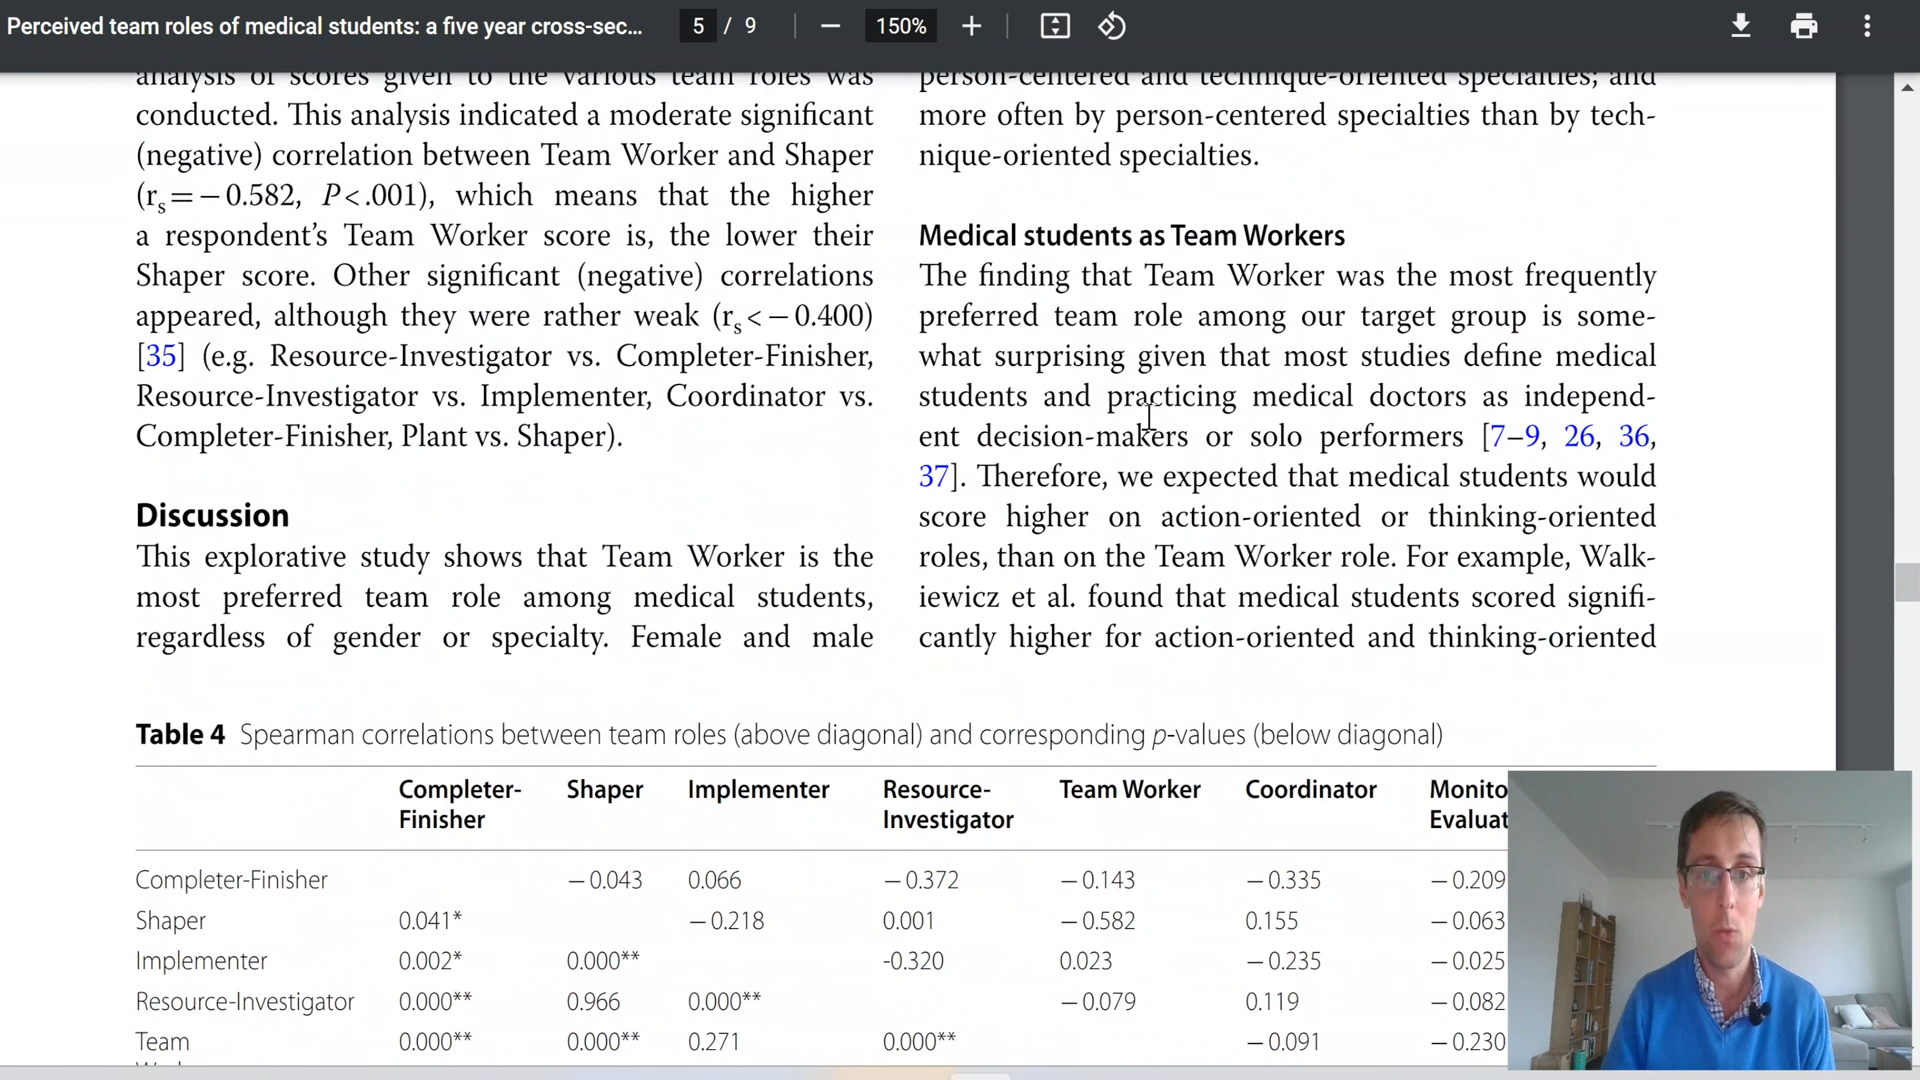 Perceived team roles of medical students: a five year cross-sec...
5 / 9
150%
analysis of scores given to the various team roles was
conducted. This analysis indicated a moderate significant
(negative) correlation between Team Worker and Shaper
(rs = − 0.582, P < .001), which means that the higher
a respondent's Team Worker score is, the lower their
Shaper score. Other significant (negative) correlations
appeared, although they were rather weak (rs < − 0.400)
[35] (e.g. Resource-Investigator vs. Completer-Finisher,
Resource-Investigator vs. Implementer, Coordinator vs.
Completer-Finisher, Plant vs. Shaper).
Discussion
This explorative study shows that Team Worker is the
most preferred team role among medical students,
regardless of gender or specialty. Female and male
person-centered and technique-oriented specialties; and
more often by person-centered specialties than by tech-
nique-oriented specialties.
Medical students as Team Workers
The finding that Team Worker was the most frequently
preferred team role among our target group is some-
what surprising given that most studies define medical
students and practicing medical doctors as independ-
ent decision-makers or solo performers [7–9, 26, 36,
37]. Therefore, we expected that medical students would
score higher on action-oriented or thinking-oriented
roles, than on the Team Worker role. For example, Walk-
iewicz et al. found that medical students scored signifi-
cantly higher for action-oriented and thinking-oriented
Table 4 Spearman correlations between team roles (above diagonal) and corresponding p-values (below diagonal)
Completer- Shaper Implementer Resource- Team Worker Coordinator Monito
Finisher Investigator Evaluat
Completer-Finisher − 0.043 0.066 − 0.372 − 0.143 − 0.335 − 0.209
Shaper 0.041* − 0.218 0.001 − 0.582 0.155 − 0.063
Implementer 0.002* 0.000** -0.320 0.023 − 0.235 − 0.025
Resource-Investigator 0.000** 0.966 0.000** − 0.079 0.119 − 0.082
Team 0.000** 0.000** 0.271 0.000** − 0.091 − 0.230